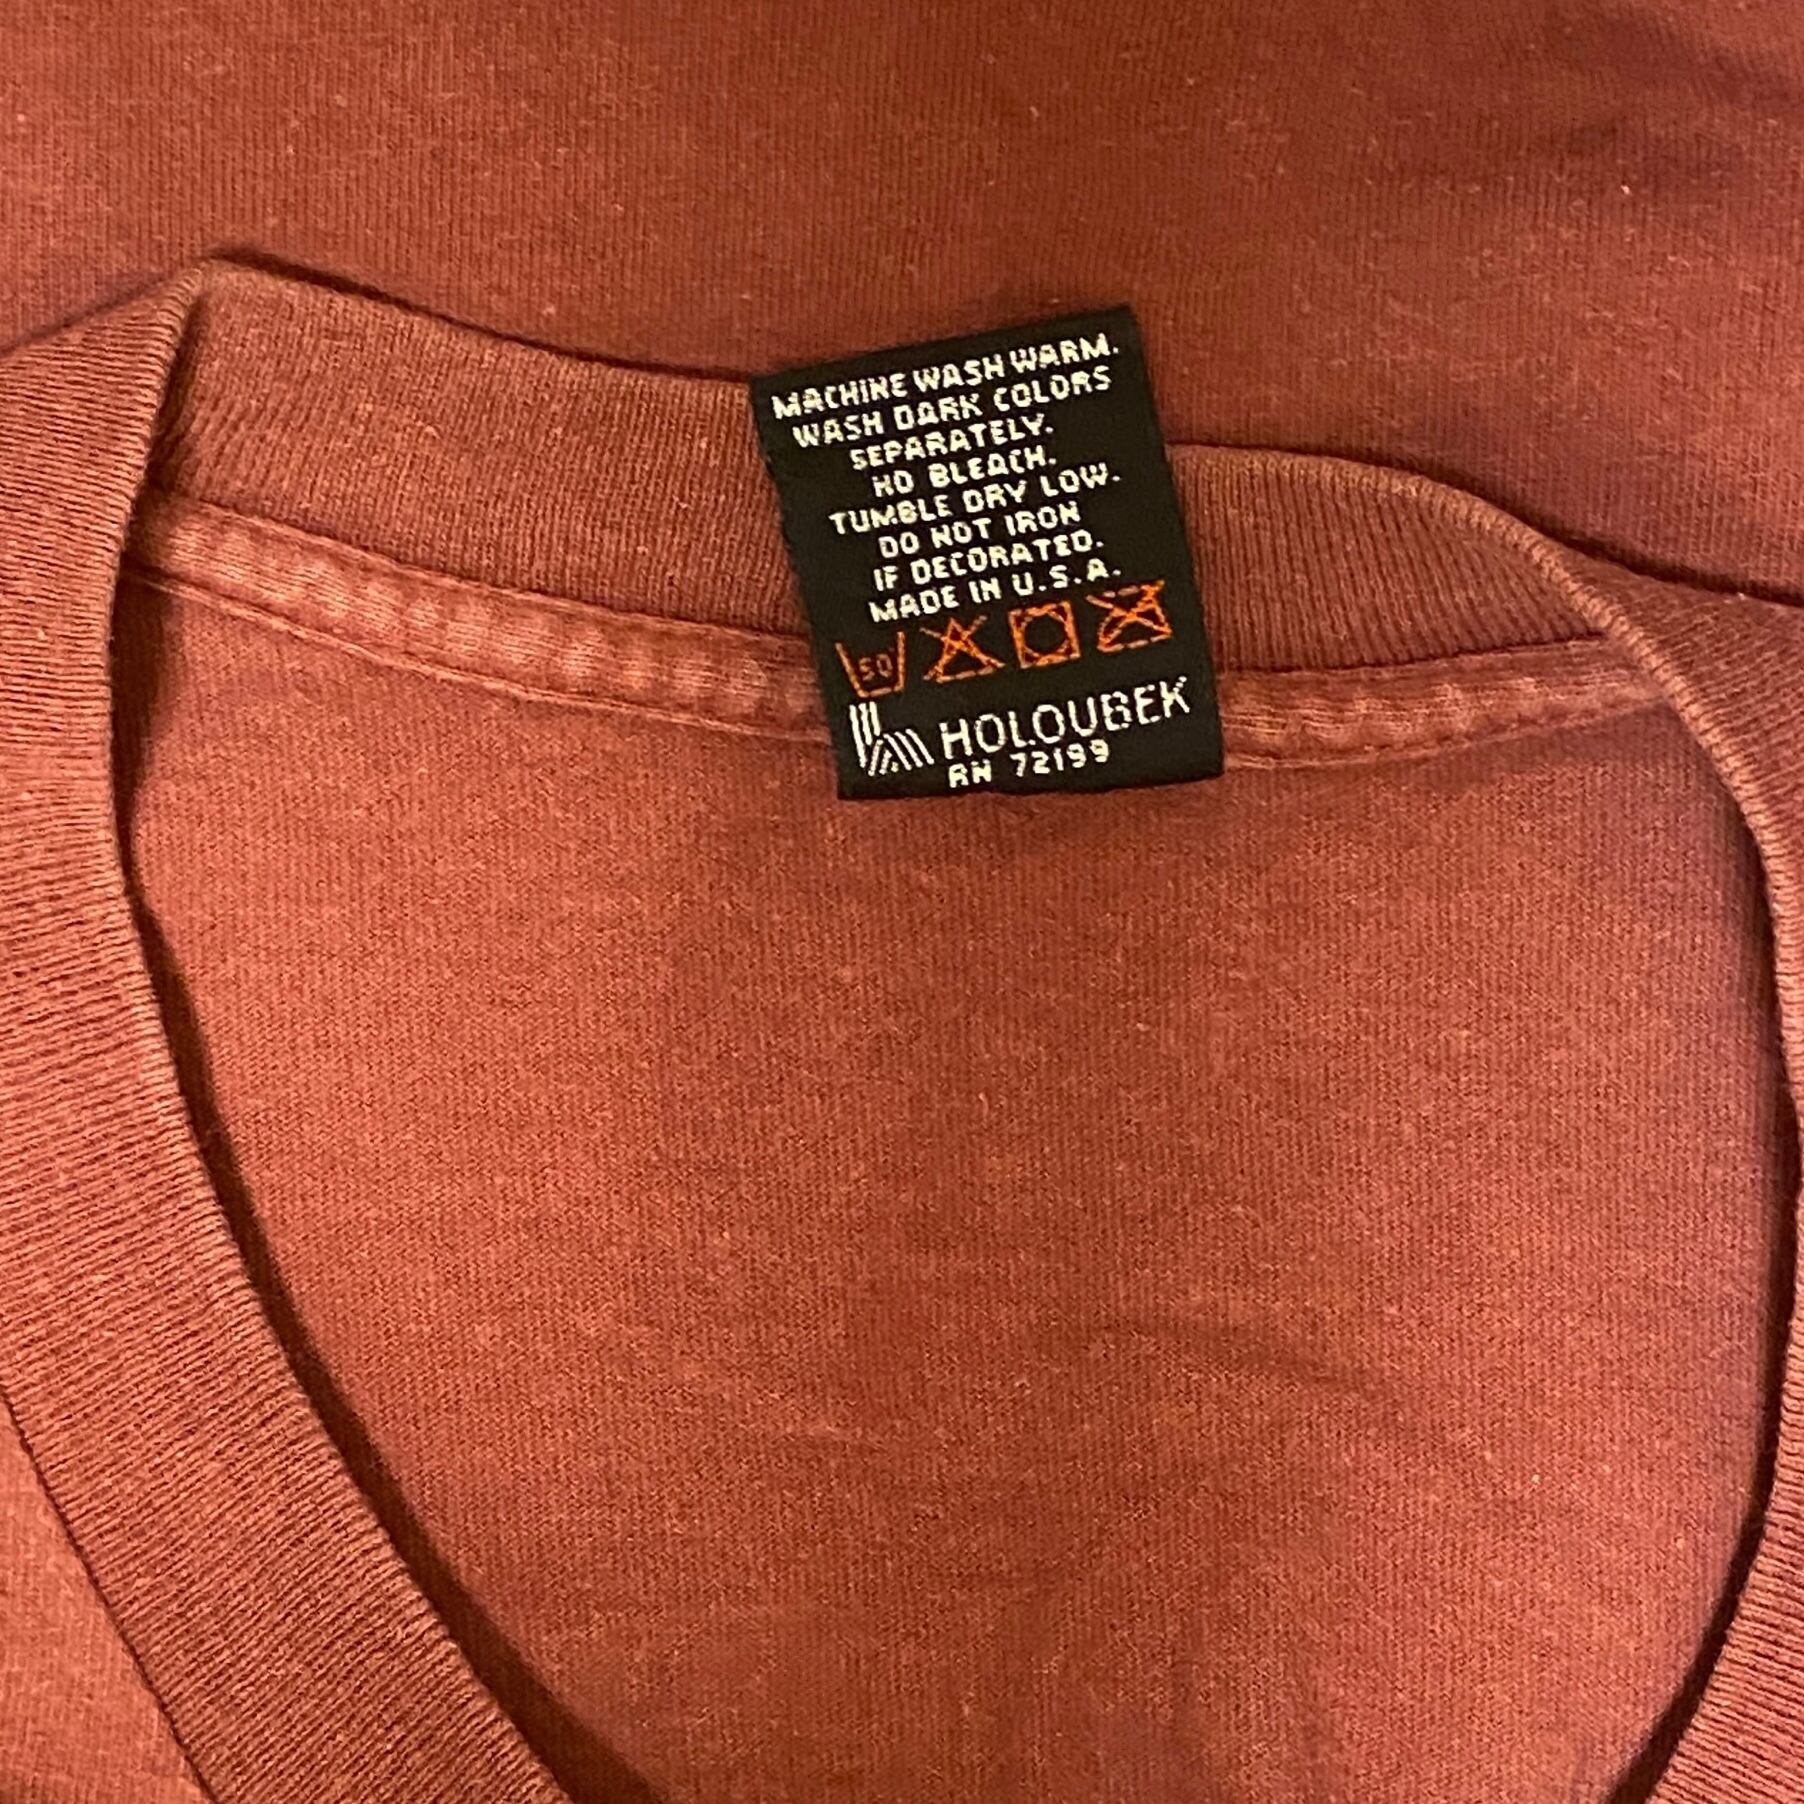 MACHINE WASH WARM.
WASH DARK COLORS
SEPARATELY.
NO BLEACH.
TUMBLE DRY LOW.
DO NOT IRON
IF DECORATED.
MADE IN U.S.A.
50
HOLOUBEK
RN 72199